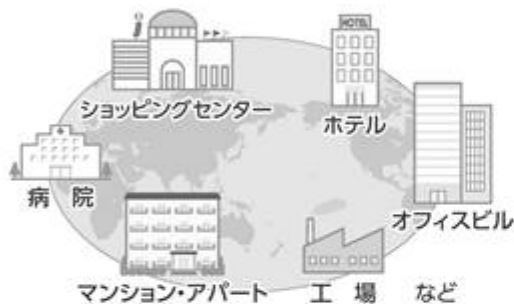 HOTEL
ショッピングセンター
ホテル
病 院
オフィスビル
マンション・アパート
工 場 など